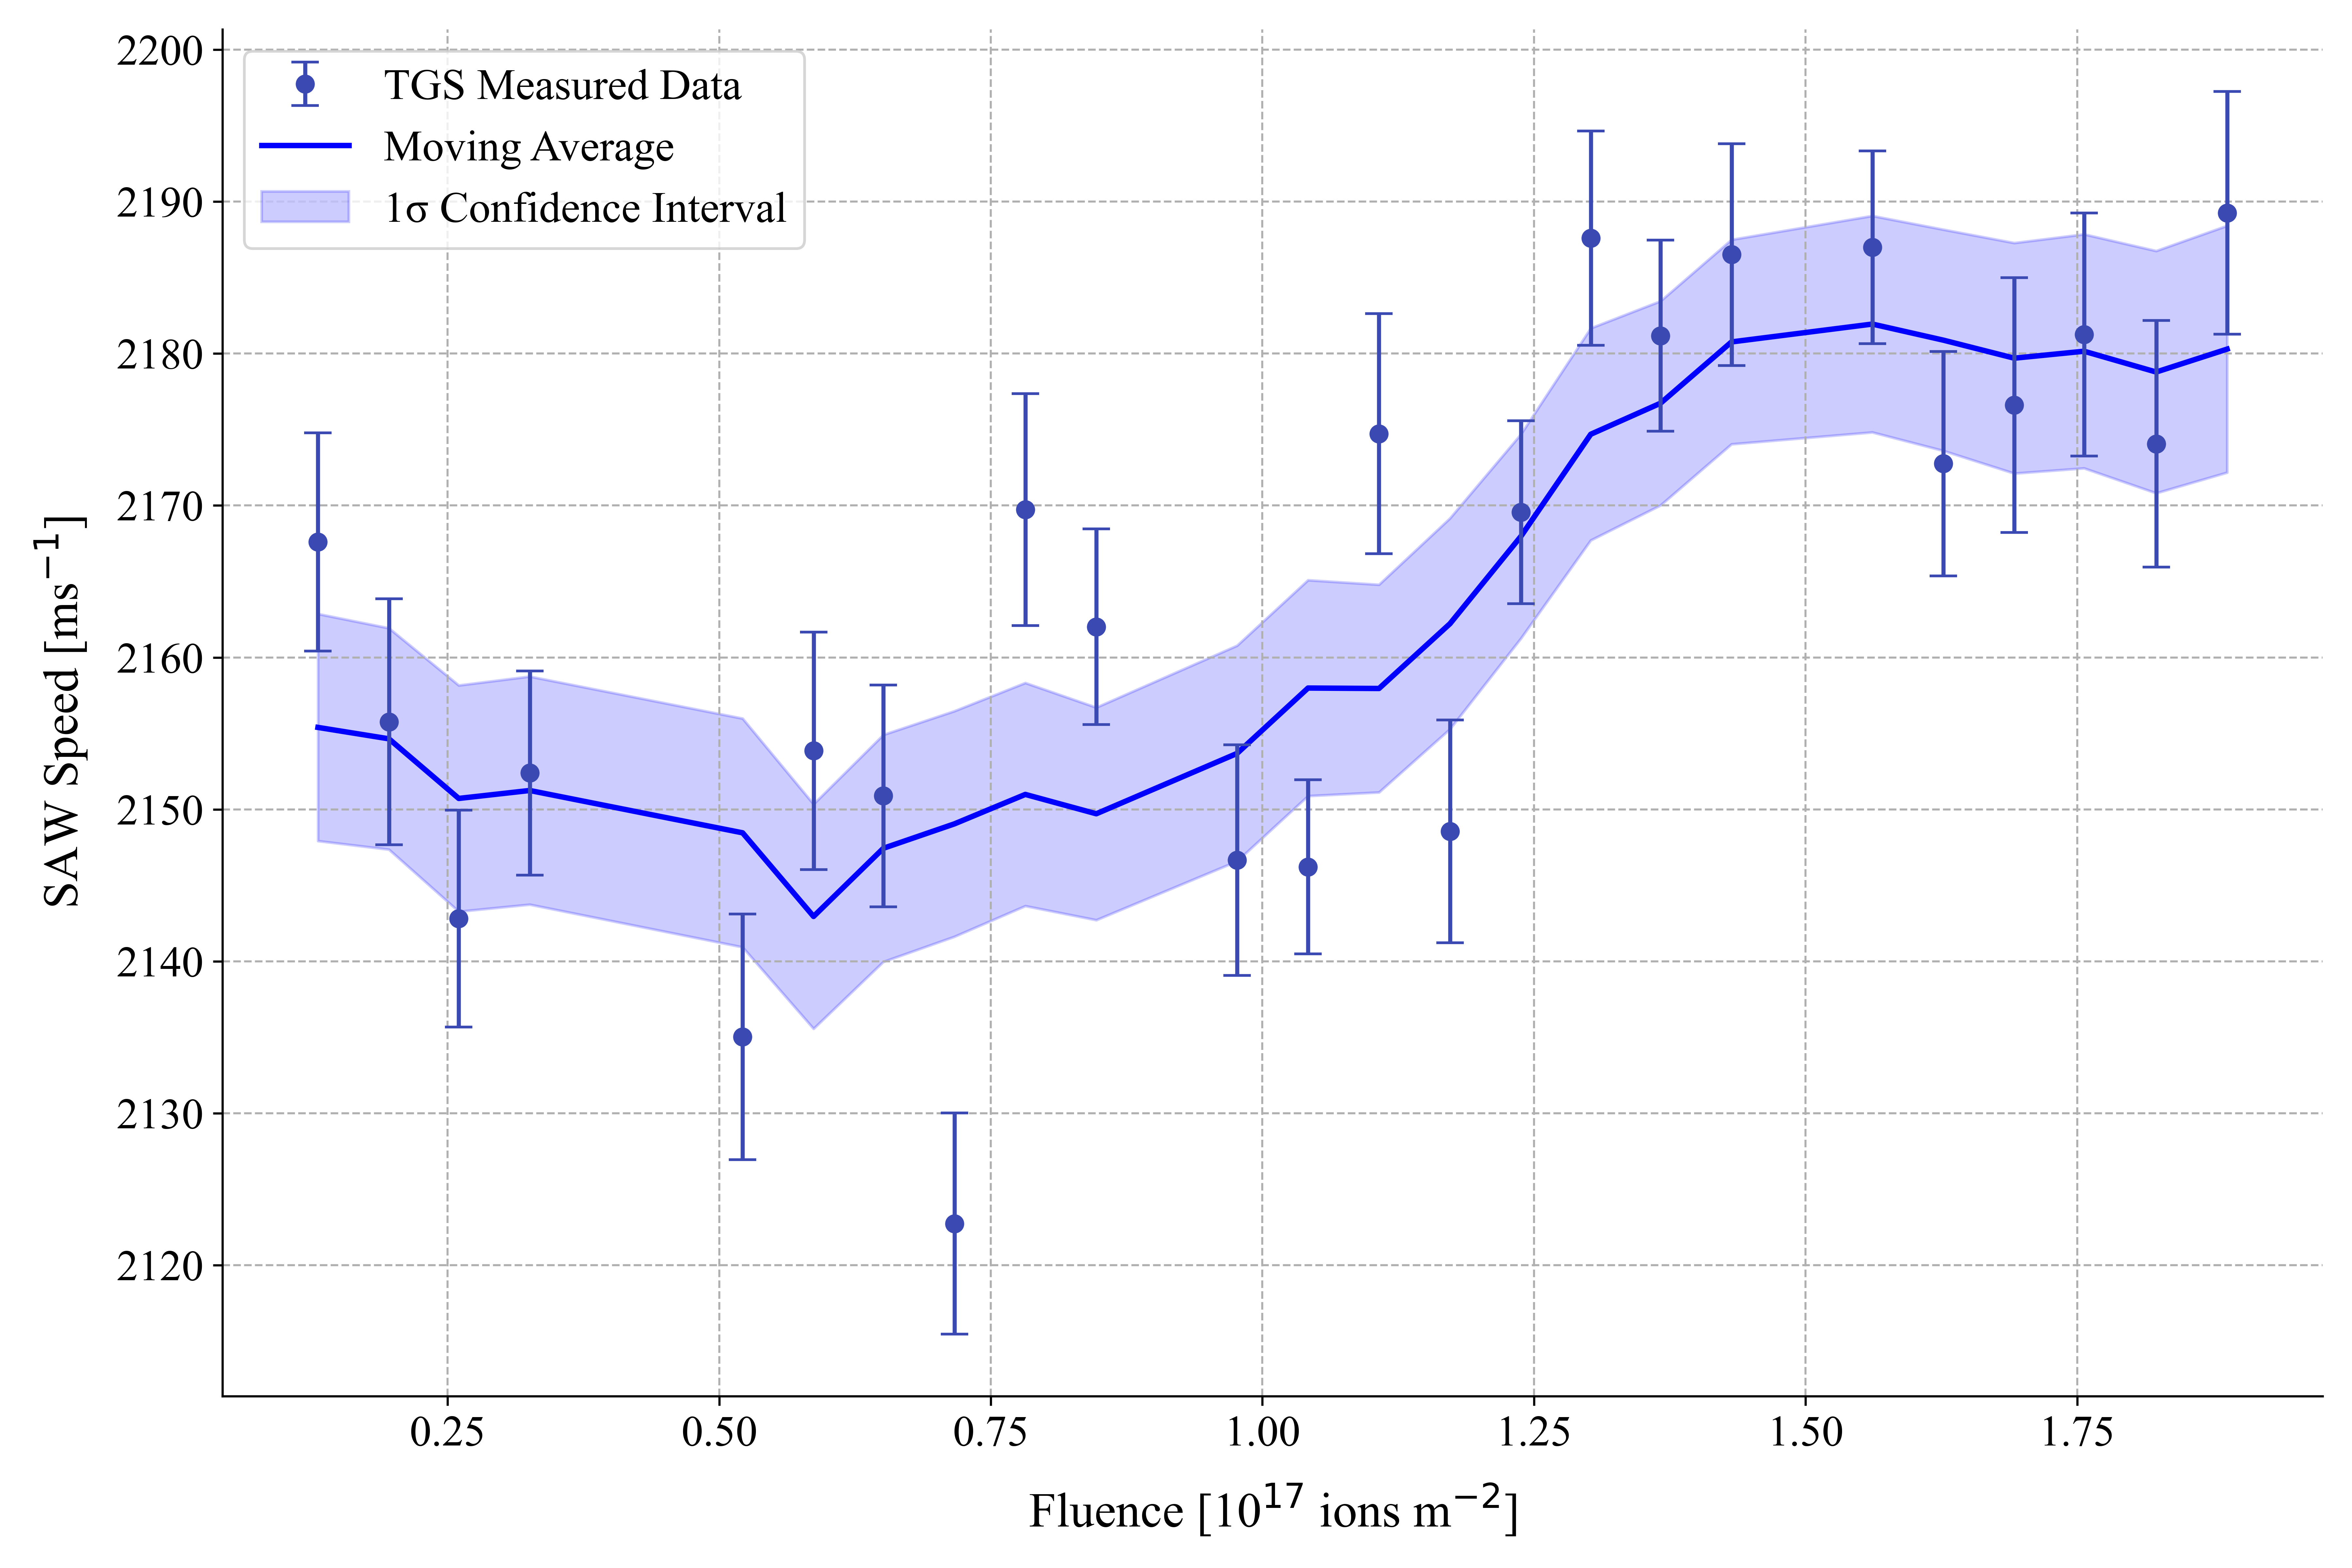 TGS Measured Data
Moving Average
1σ Confidence Interval
2200
2190
2180
2170
2160
2150
2140
2130
2120
SAW Speed [ms⁻¹]
0.25 0.50 0.75 1.00 1.25 1.50 1.75
Fluence [10¹⁷ ions m⁻²]